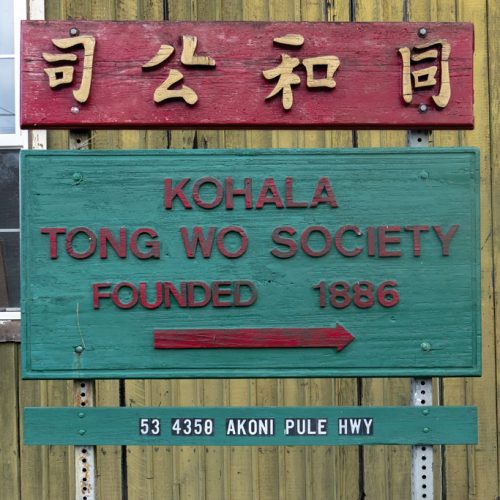 同和公司
KOHALA
TONG WO SOCIETY
FOUNDED 1886
53 4350 AKONI PULE HWY